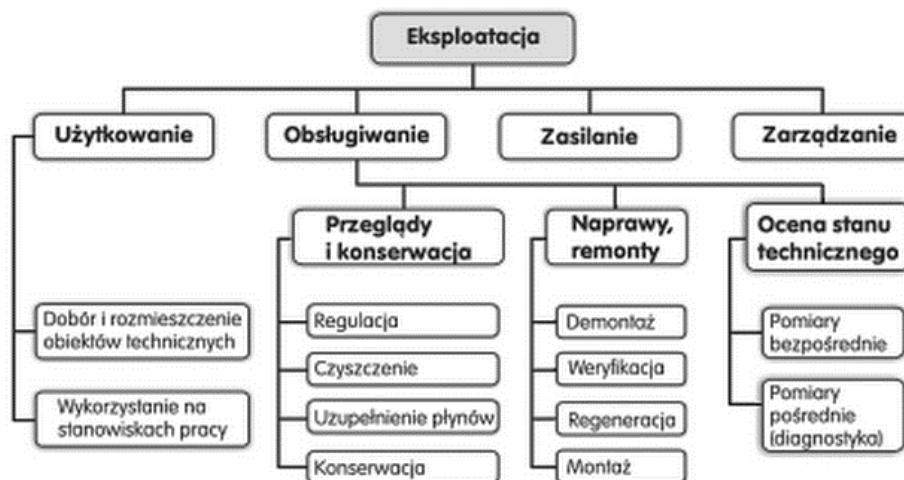 Eksploatacja
Użytkowanie
Obsługiwanie
Zasilanie
Zarządzanie
Przeglądy
i konserwacja
Naprawy,
remonty
Ocena stanu
technicznego
Dobór i rozmieszczenie
obiektów technicznych
Wykorzystanie na
stanowiskach pracy
Regulacja
Czyszczenie
Uzupełnienie płynów
Konserwacja
Demontaż
Weryfikacja
Regeneracja
Montaż
Pomiary
bezpośrednie
Pomiary
pośrednie
(diagnostyka)